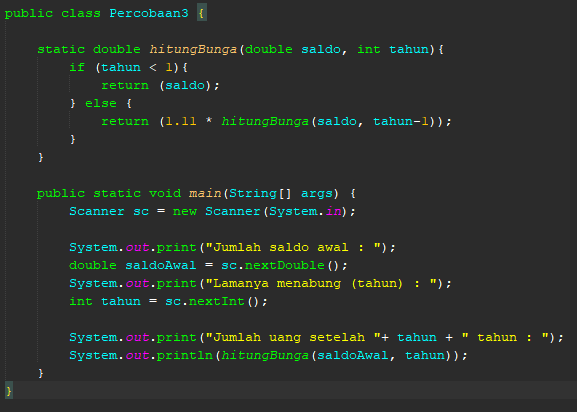 public class Percobaan3 {
static double hitungBunga(double saldo, int tahun){
if (tahun < 1){
return (saldo);
} else {
return (1.11 * hitungBunga(saldo, tahun-1));
}
}
public static void main(String[] args) {
Scanner sc = new Scanner(System.in);
System.out.print("Jumlah saldo awal : ");
double saldoAwal = sc.nextDouble();
System.out.print("Lamanya menabung (tahun) : ");
int tahun = sc.nextInt();
System.out.print("Jumlah uang setelah "+ tahun + " tahun : ");
System.out.println(hitungBunga(saldoAwal, tahun));
}
}